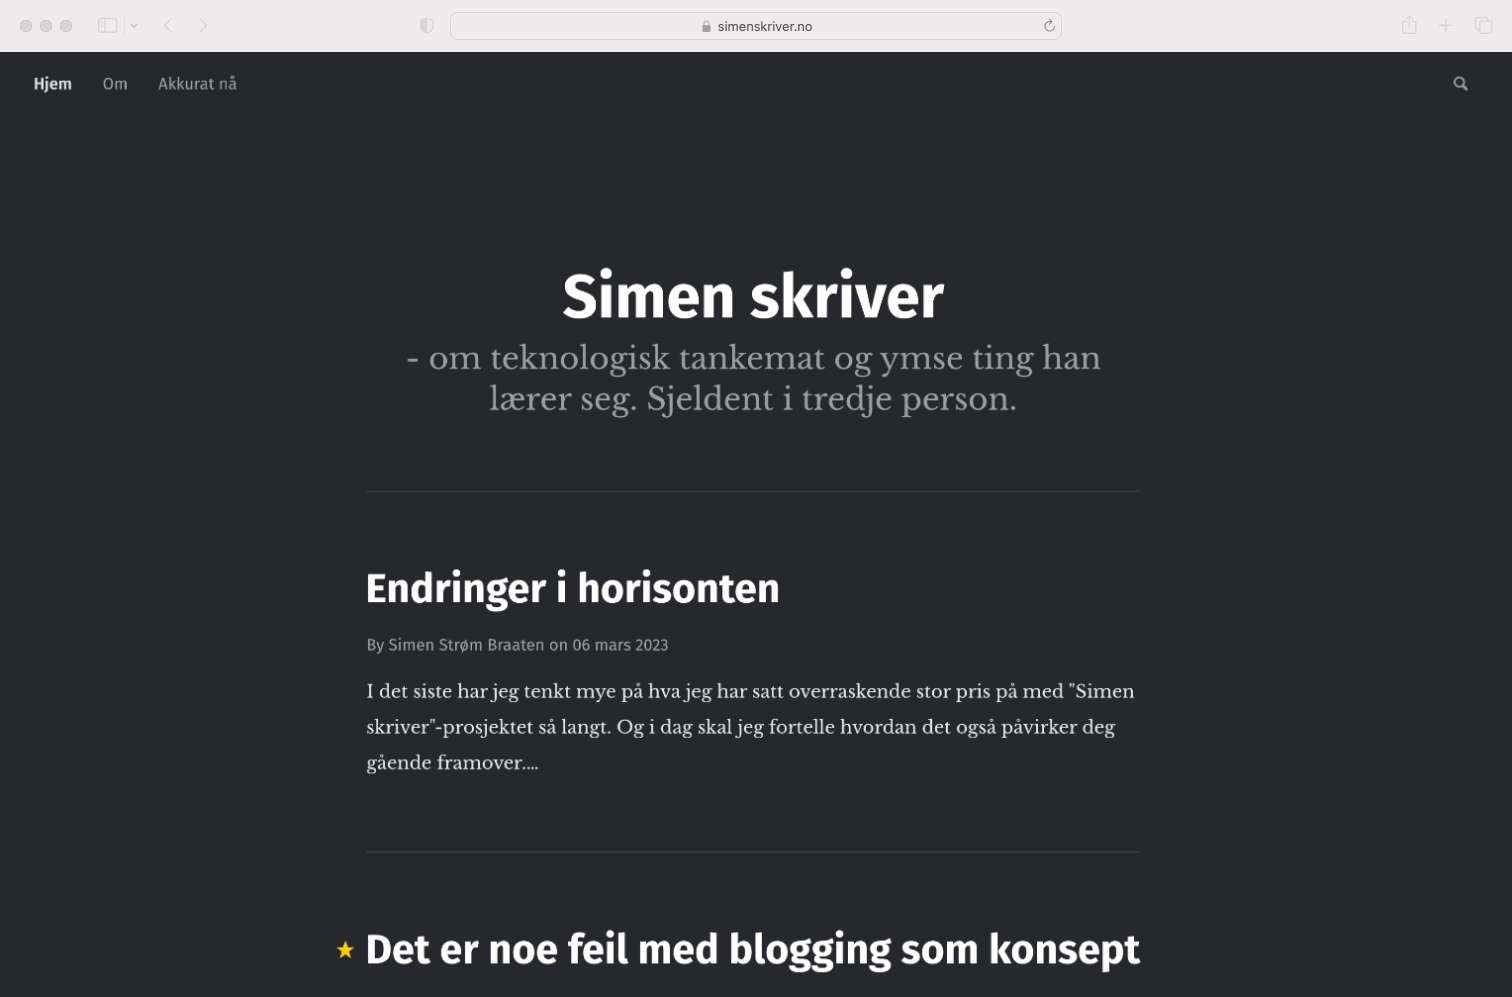 simenskriver.no
Hjem Om Akkurat nå
Simen skriver
- om teknologisk tankemat og ymse ting han
lærer seg. Sjeldent i tredje person.
Endringer i horisonten
By Simen Strøm Braaten on 06 mars 2023
I det siste har jeg tenkt mye på hva jeg har satt overraskende stor pris på med "Simen
skriver"-prosjektet så langt. Og i dag skal jeg fortelle hvordan det også påvirker deg
gående framover.…
Det er noe feil med blogging som konsept